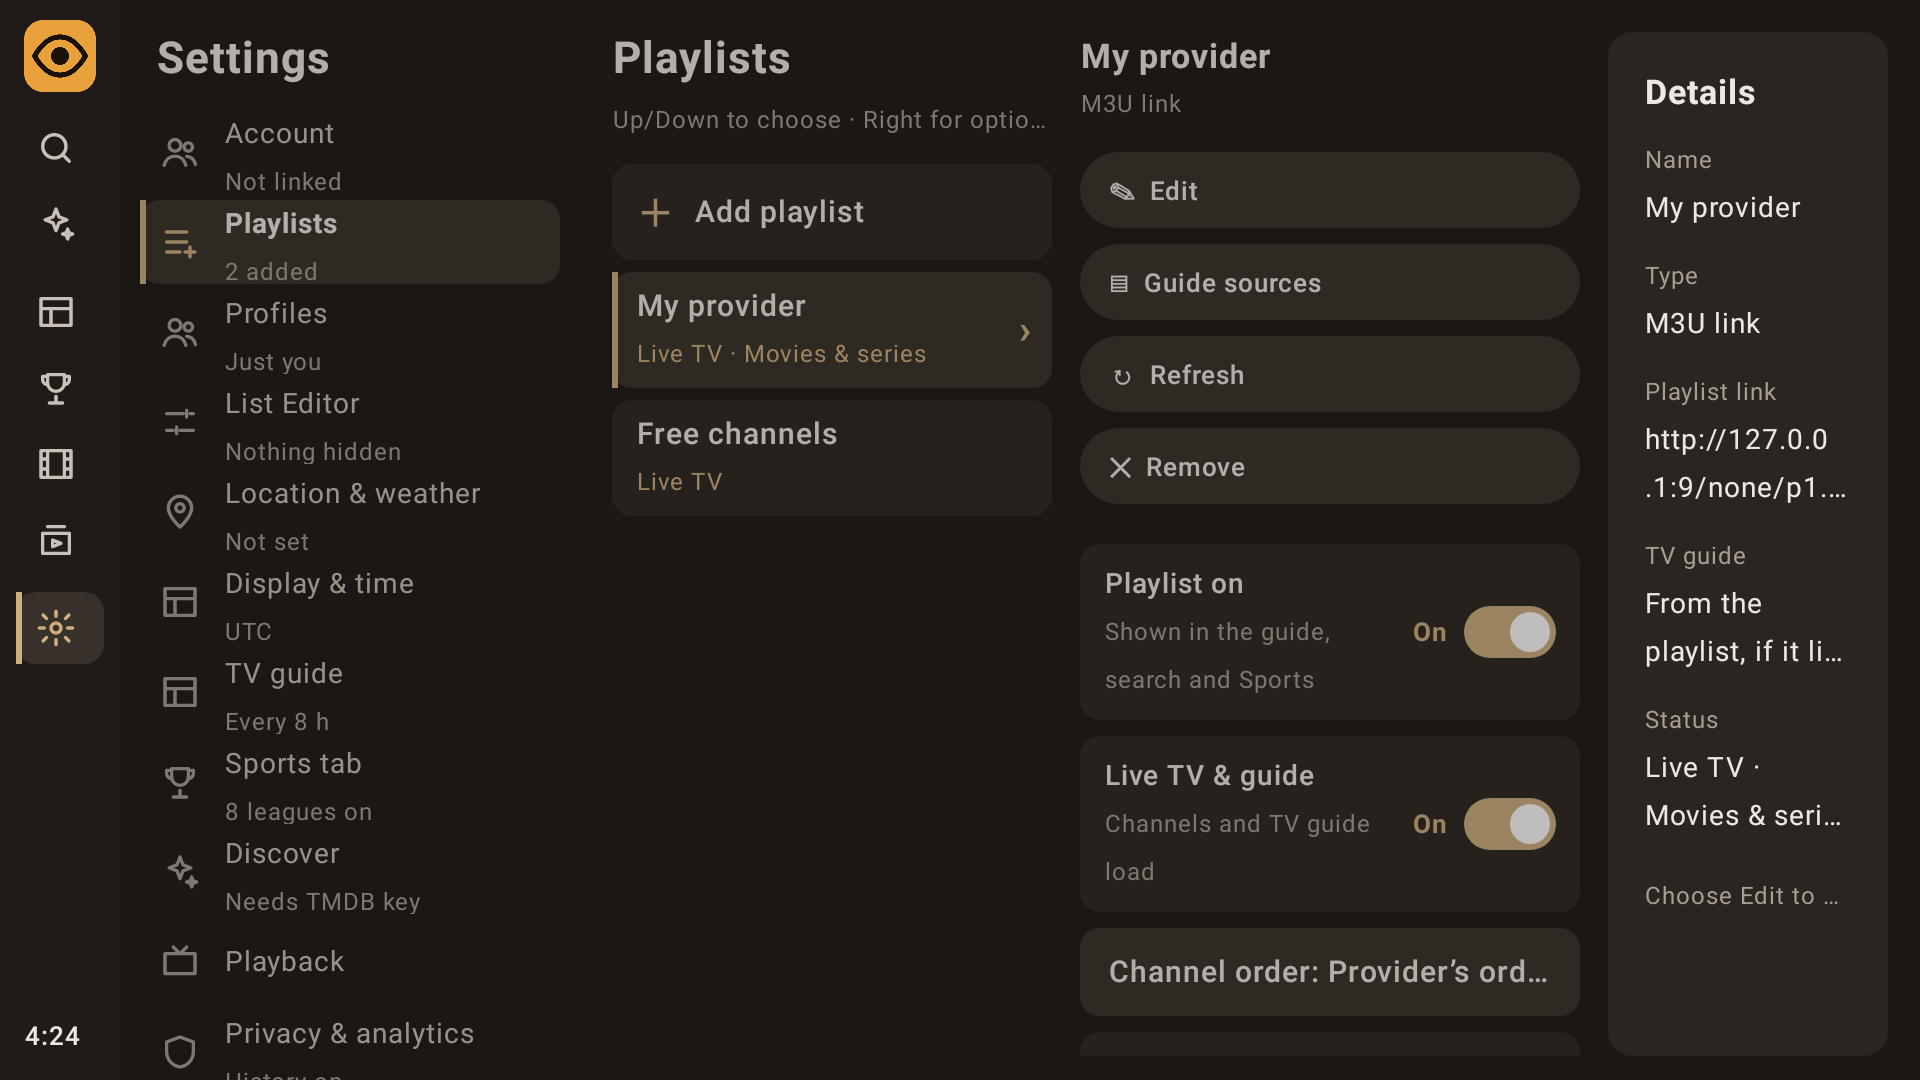 Settings
Account
Not linked
Playlists
2 added
Profiles
Just you
List Editor
Nothing hidden
Location & weather
Not set
Display & time
UTC
TV guide
Every 8 h
Sports tab
8 leagues on
Discover
Needs TMDB key
Playback
Privacy & analytics
History on
4:24
Playlists
Up/Down to choose · Right for optio…
Add playlist
My provider
Live TV · Movies & series
Free channels
Live TV
My provider
M3U link
Edit
Guide sources
Refresh
Remove
Playlist on
Shown in the guide,
search and Sports
On
Live TV & guide
Channels and TV guide
load
On
Channel order: Provider’s ord…
Details
Name
My provider
Type
M3U link
Playlist link
http://127.0.0
.1:9/none/p1.…
TV guide
From the
playlist, if it li…
Status
Live TV ·
Movies & seri…
Choose Edit to …